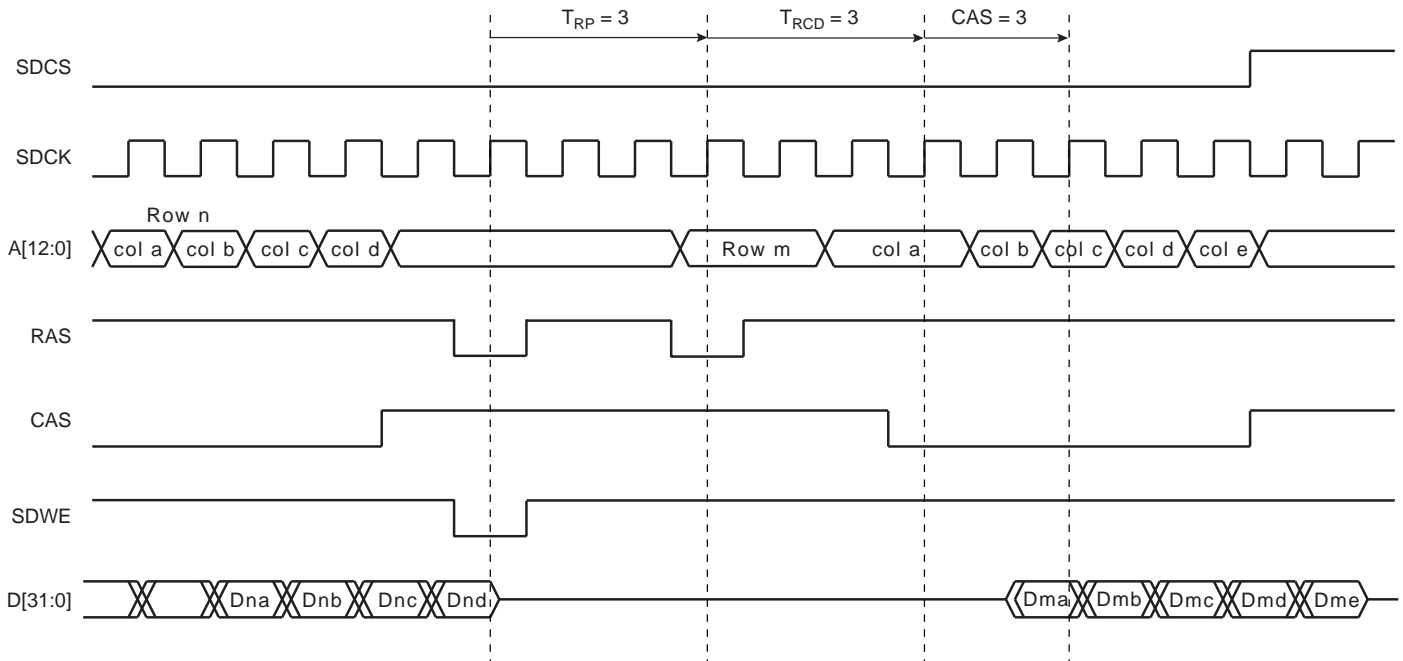 T_RP = 3 T_RCD = 3 CAS = 3
SDCS
SDCK
Row n
A[12:0] col a col b col c col d Row m col a col b col c col d col e
RAS
CAS
SDWE
D[31:0] Dna Dnb Dnc Dnd Dma Dmb Dmc Dmd Dme